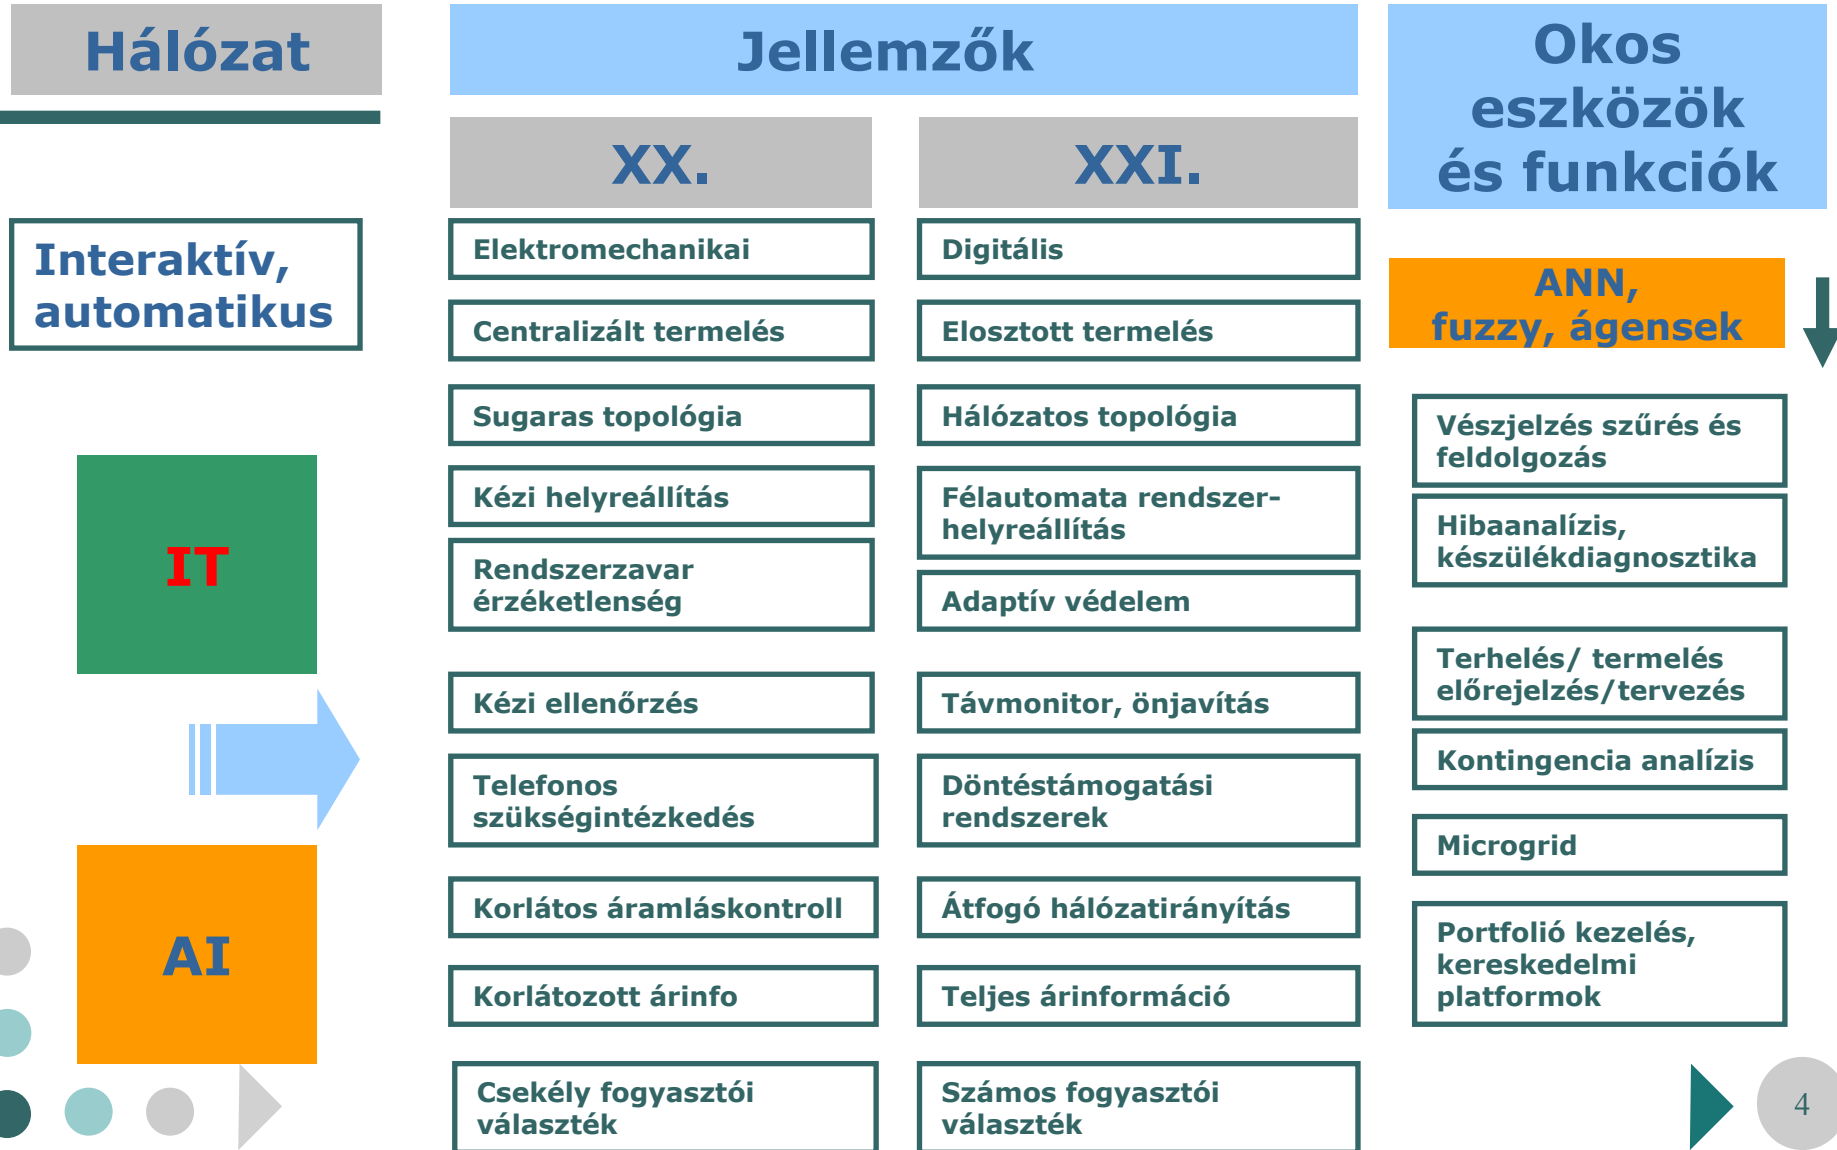 Hálózat
Jellemzők
Okos
eszközök
és funkciók
XX.
XXI.
Interaktív,
automatikus
IT
AI
Elektromechanikai
Digitális
Centralizált termelés
Elosztott termelés
Sugaras topológia
Hálózatos topológia
Kézi helyreállítás
Félautomata rendszer-
helyreállítás
Rendszerzavar
érzéketlenség
Adaptív védelem
Kézi ellenőrzés
Távmonitor, önjavítás
Telefonos
szükségintézkedés
Döntéstámogatási
rendszerek
Korlátos áramláskontroll
Átfogó hálózatirányítás
Korlátozott árinfo
Teljes árinformáció
Csekély fogyasztói
választék
Számos fogyasztói
választék
ANN,
fuzzy, ágensek
Vészjelzés szűrés és
feldolgozás
Hibaanalízis,
készülékdiagnosztika
Terhelés/ termelés
előrejelzés/tervezés
Kontingencia analízis
Microgrid
Portfolió kezelés,
kereskedelmi
platformok
4